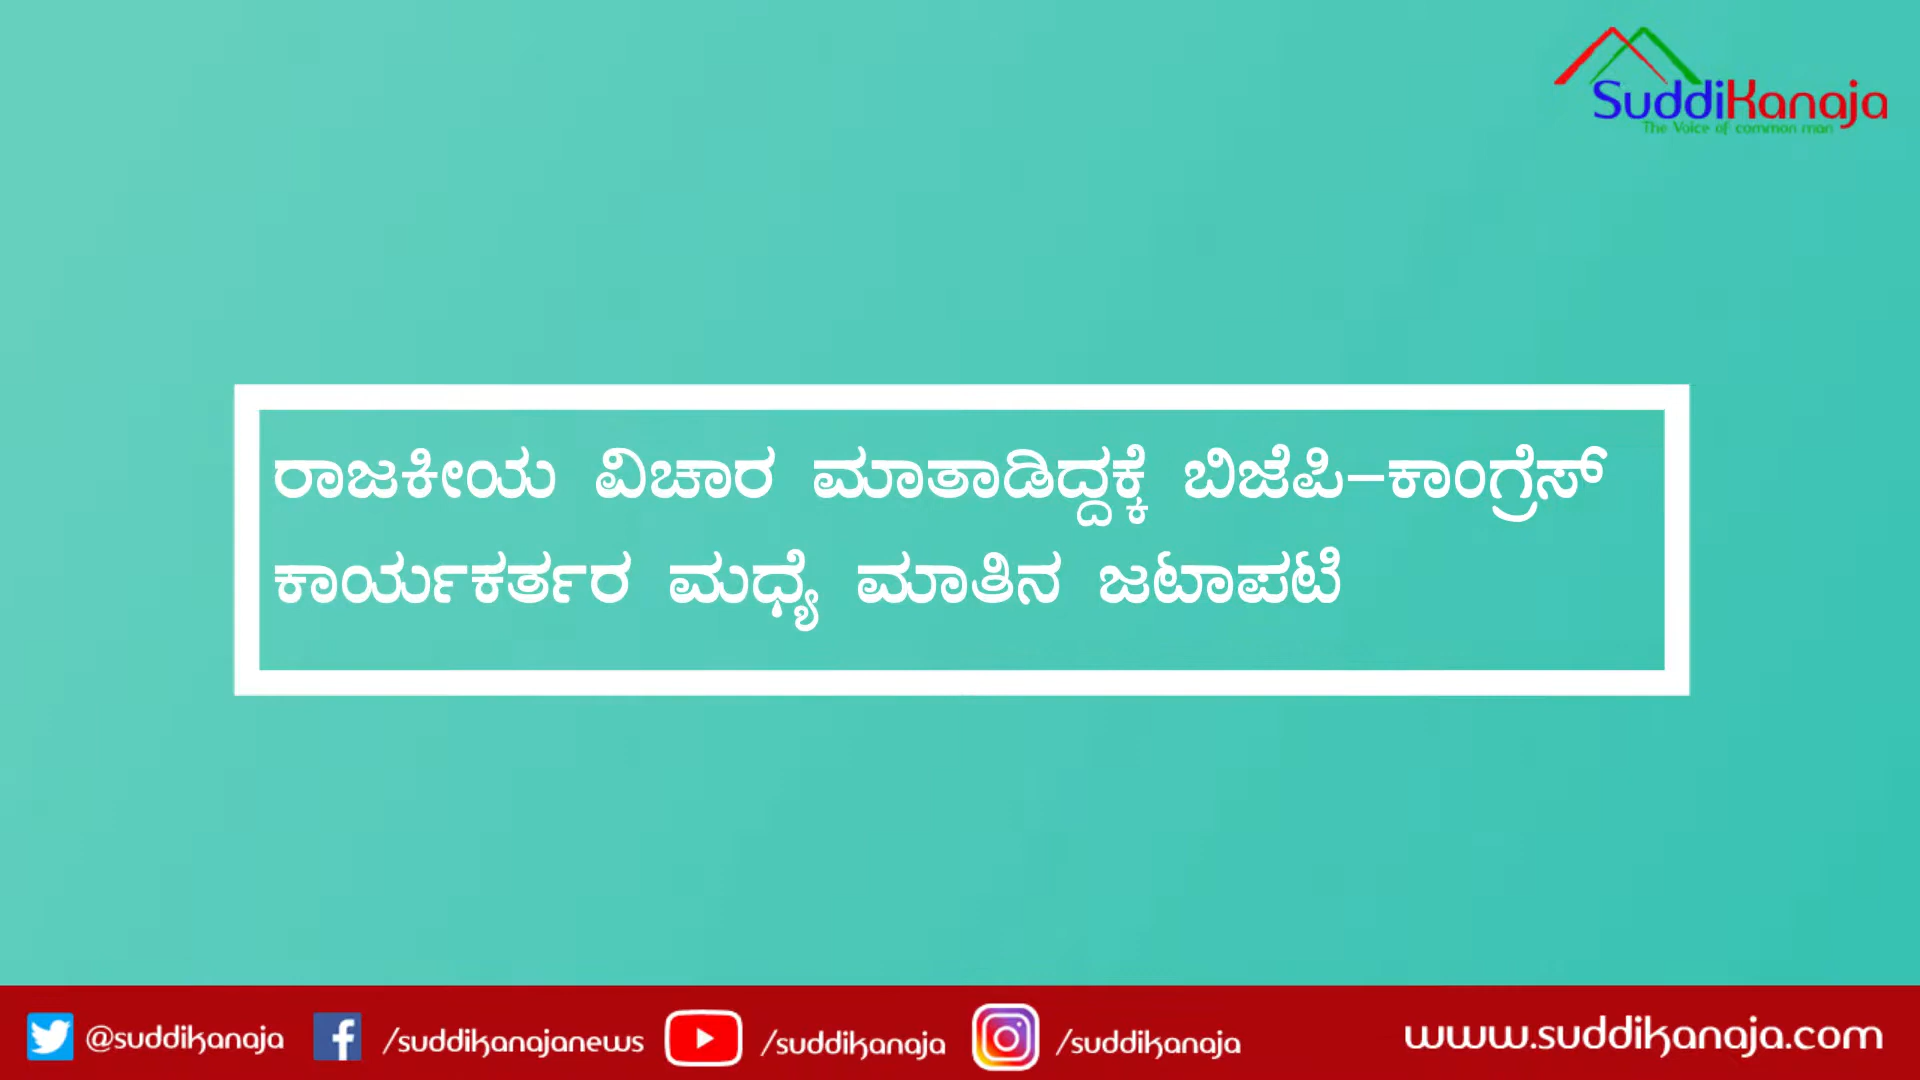 SuddiKanaja
The Voice of common man
ರಾಜಕೀಯ ವಿಚಾರ ಮಾತಾಡಿದ್ದಕ್ಕೆ ಬಿಜೆಪಿ-ಕಾಂಗ್ರೆಸ್
ಕಾರ್ಯಕರ್ತರ ಮಧ್ಯೆ ಮಾತಿನ ಜಟಾಪಟಿ
@suddikanaja /suddikanajanews /suddikanaja /suddikanaja www.suddikanaja.com